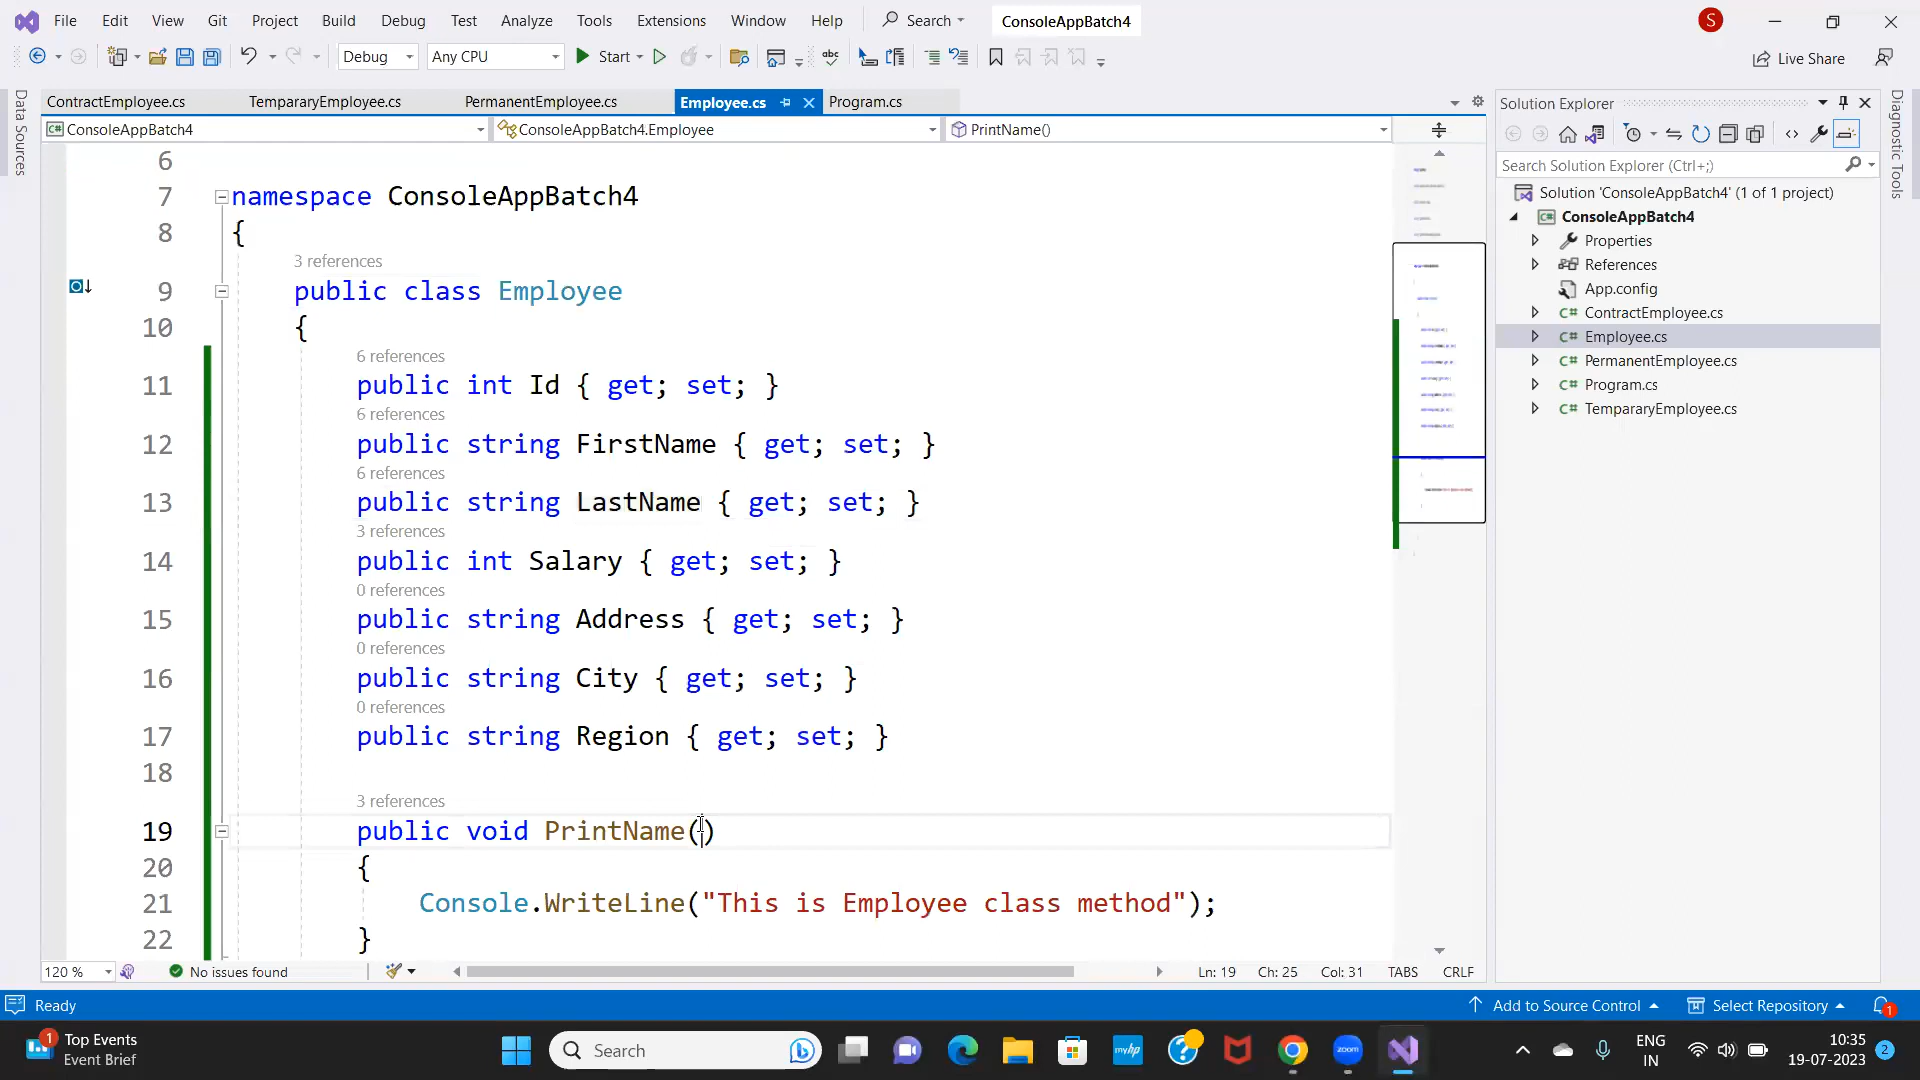 File Edit View Git Project Build Debug Test Analyze Tools Extensions Window Help Search ConsoleAppBatch4 S
Debug Any CPU Start Live Share
ContractEmployee.cs TempararyEmployee.cs PermanentEmployee.cs Employee.cs Program.cs
ConsoleAppBatch4 ConsoleAppBatch4.Employee PrintName()
Data Sources
6
7 namespace ConsoleAppBatch4
8 {
3 references
9 public class Employee
10 {
6 references
11 public int Id { get; set; }
6 references
12 public string FirstName { get; set; }
6 references
13 public string LastName { get; set; }
3 references
14 public int Salary { get; set; }
0 references
15 public string Address { get; set; }
0 references
16 public string City { get; set; }
0 references
17 public string Region { get; set; }
18
3 references
19 public void PrintName()
20 {
21 Console.WriteLine("This is Employee class method");
22 }
120 % No issues found Ln: 19 Ch: 25 Col: 31 TABS CRLF
Solution Explorer
Search Solution Explorer (Ctrl+;)
Solution 'ConsoleAppBatch4' (1 of 1 project)
ConsoleAppBatch4
Properties
References
App.config
C# ContractEmployee.cs
C# Employee.cs
C# PermanentEmployee.cs
C# Program.cs
C# TempararyEmployee.cs
Diagnostic Tools
Ready Add to Source Control Select Repository 1
1 Top Events
Event Brief
Search
myhp
zoom
ENG
IN
10:35
19-07-2023
2